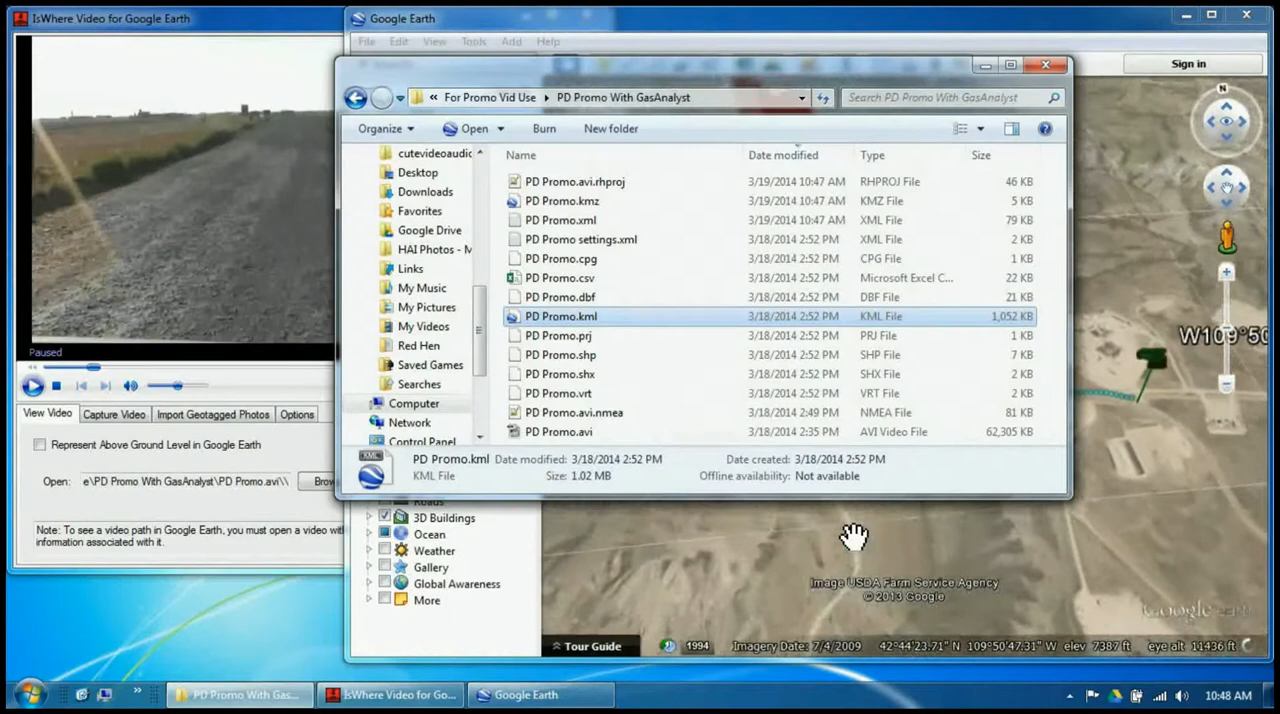 IsWhere Video for Google Earth
Google Earth
File Edit View Tools Add Help
Sign in
For Promo Vid Use PD Promo With GasAnalyst
Search PD Promo With GasAnalyst
Organize Open Burn New folder
Name Date modified Type Size
cutevideoaudic
Desktop
Downloads
Favorites
Google Drive
HAI Photos - M
Links
My Music
My Pictures
My Videos
Red Hen
Saved Games
Searches
Computer
Network
Control Panel
PD Promo.avi.rhproj 3/19/2014 10:47 AM RHPROJ File 46 KB
PD Promo.kmz 3/19/2014 10:47 AM KMZ File 5 KB
PD Promo.xml 3/19/2014 10:47 AM XML File 79 KB
PD Promo settings.xml 3/18/2014 2:52 PM XML File 2 KB
PD Promo.cpg 3/18/2014 2:52 PM CPG File 1 KB
PD Promo.csv 3/18/2014 2:52 PM Microsoft Excel C... 22 KB
PD Promo.dbf 3/18/2014 2:52 PM DBF File 21 KB
PD Promo.kml 3/18/2014 2:52 PM KML File 1,052 KB
PD Promo.prj 3/18/2014 2:52 PM PRJ File 1 KB
PD Promo.shp 3/18/2014 2:52 PM SHP File 7 KB
PD Promo.shx 3/18/2014 2:52 PM SHX File 2 KB
PD Promo.vrt 3/18/2014 2:52 PM VRT File 2 KB
PD Promo.avi.nmea 3/18/2014 2:49 PM NMEA File 81 KB
PD Promo.avi 3/18/2014 2:35 PM AVI Video File 62,305 KB
KML
PD Promo.kml Date modified: 3/18/2014 2:52 PM Date created: 3/18/2014 2:52 PM
KML File Size: 1.02 MB Offline availability: Not available
Paused
View Video Capture Video Import Geotagged Photos Options
Represent Above Ground Level in Google Earth
Open: e\PD Promo With GasAnalyst\PD Promo.avi\\ Brow
Note: To see a video path in Google Earth, you must open a video with
information associated with it.
Roads
3D Buildings
Ocean
Weather
Gallery
Global Awareness
More
N
W109°50
Image USDA Farm Service Agency
© 2013 Google
Google earth
Tour Guide 1994 Imagery Date: 7/4/2009 42°44'23.71" N 109°50'47.31" W elev 7387 ft eye alt 11436 ft
PD Promo With Gas... IsWhere Video for Go... Google Earth 10:48 AM